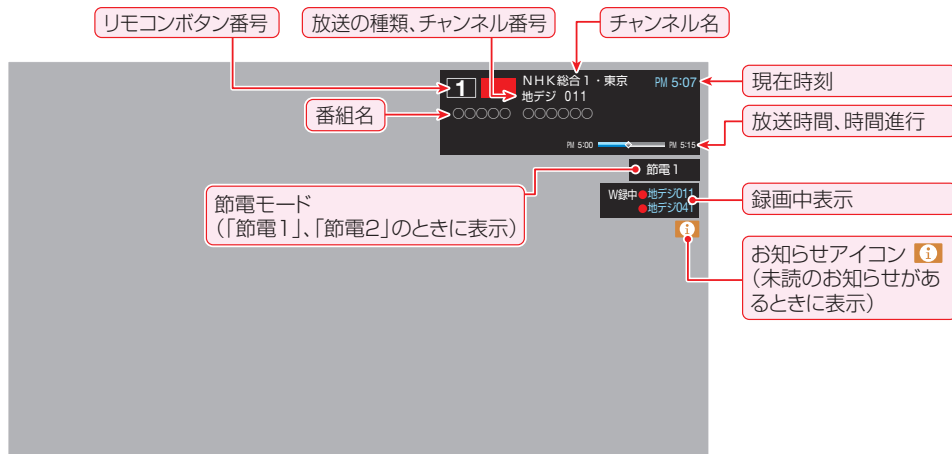 リモコンボタン番号
放送の種類、チャンネル番号
チャンネル名
1
NHK総合1・東京
PM 5:07
地デジ 011
○○○○○ ○○○○○○
現在時刻
番組名
放送時間、時間進行
PM 5:00
PM 5:15
節電1
節電モード
(「節電1」、「節電2」のときに表示)
W録中●地デジ011
●地デジ041
録画中表示
お知らせアイコン
(未読のお知らせがあ
るときに表示)